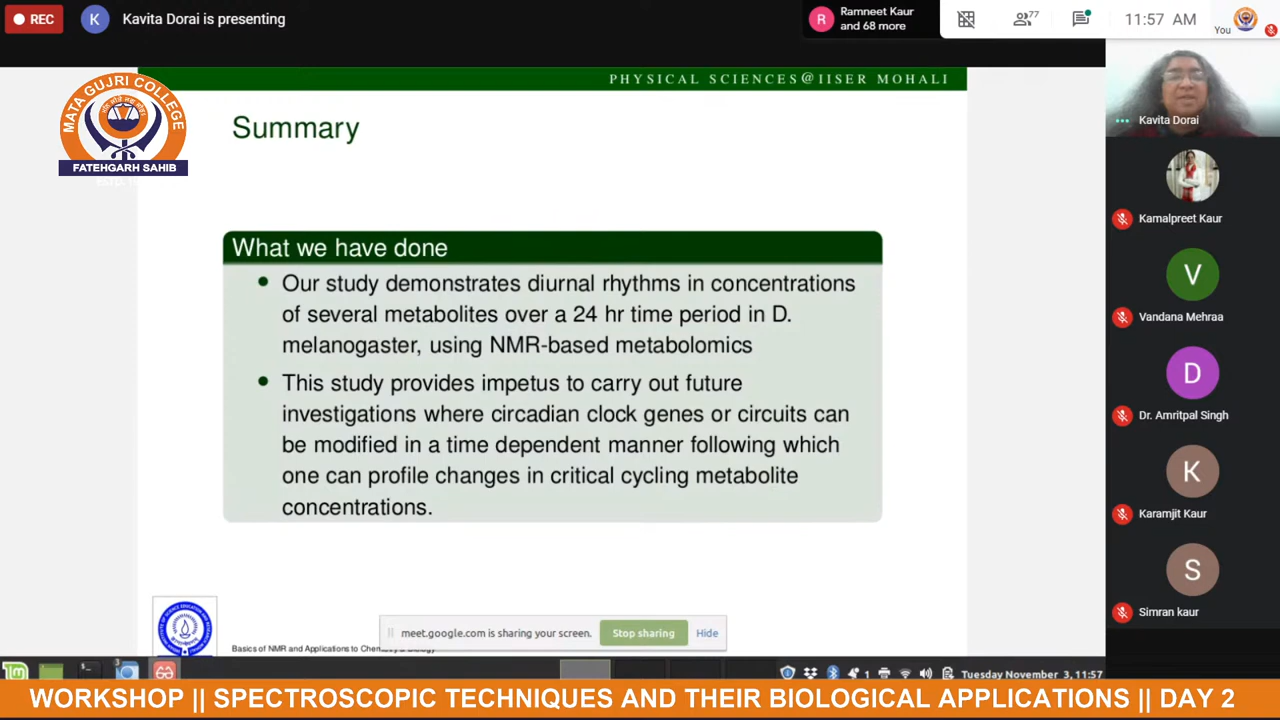 REC
K
Kavita Dorai is presenting
R
Ramneet Kaur
and 68 more
77
11:57 AM
You
PHYSICAL SCIENCES@IISER MOHALI
MATA GUJRI COLLEGE
FATEHGARH SAHIB
Summary
What we have done
• Our study demonstrates diurnal rhythms in concentrations
of several metabolites over a 24 hr time period in D.
melanogaster, using NMR-based metabolomics
• This study provides impetus to carry out future
investigations where circadian clock genes or circuits can
be modified in a time dependent manner following which
one can profile changes in critical cycling metabolite
concentrations.
Kavita Dorai
Kamalpreet Kaur
V
Vandana Mehraa
D
Dr. Amritpal Singh
K
Karamjit Kaur
S
Simran kaur
meet.google.com is sharing your screen.
Stop sharing
Hide
Basics of NMR and Applications to
3
1
Tuesday November 3, 11:57
WORKSHOP || SPECTROSCOPIC TECHNIQUES AND THEIR BIOLOGICAL APPLICATIONS || DAY 2